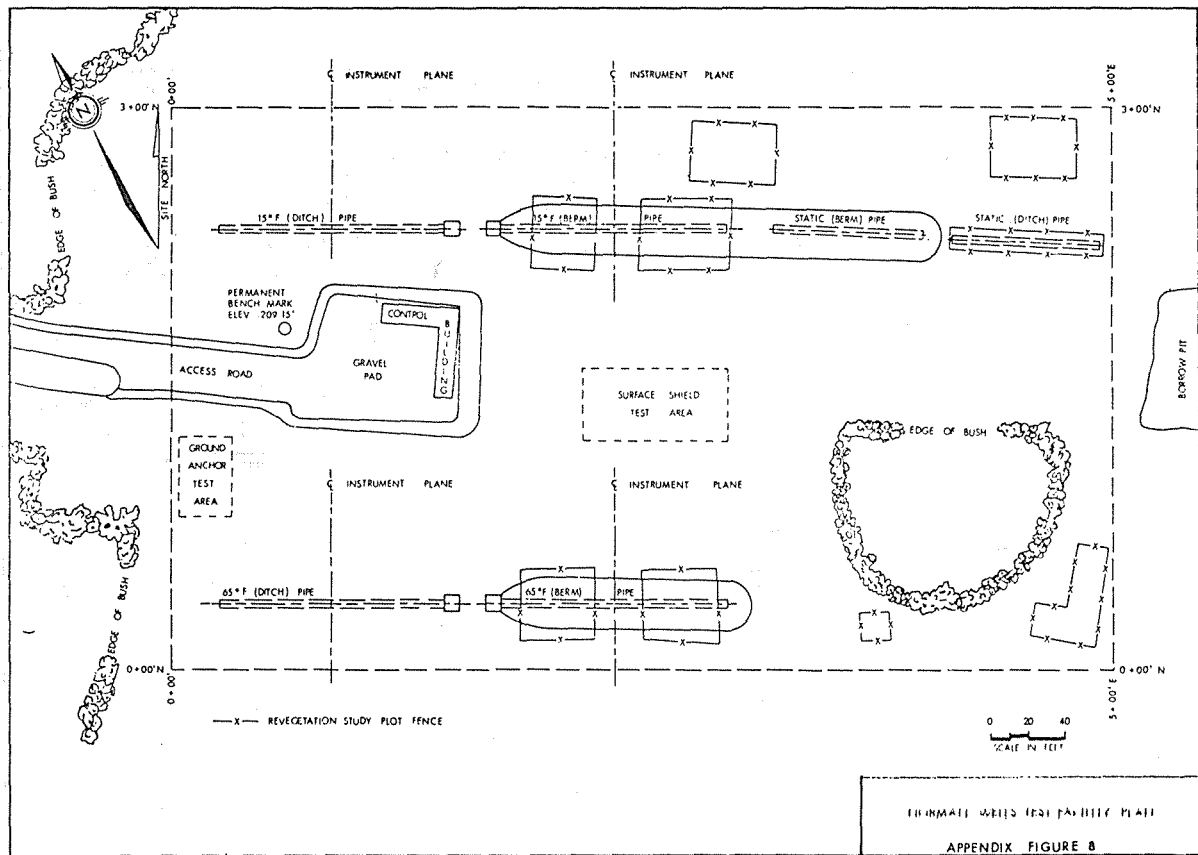 ℄ INSTRUMENT PLANE
℄ INSTRUMENT PLANE
3+00'N
0+00'
5+00'E
3+00'N
N
SITE NORTH
EDGE OF BUSH
15°F (DITCH) PIPE
15°F (BERM) PIPE
STATIC (BERM) PIPE
STATIC (DITCH) PIPE
PERMANENT
BENCH MARK
ELEV 209 15'
CONTROL
BUILDING
GRAVEL
PAD
ACCESS ROAD
SURFACE SHIELD
TEST AREA
BORROW PIT
EDGE OF BUSH
GROUND
ANCHOR
TEST
AREA
℄ INSTRUMENT PLANE
℄ INSTRUMENT PLANE
EDGE OF BUSH
65°F (DITCH) PIPE
65°F (BERM) PIPE
0+00'N
0+00'
0+00'N
5+00'E
—X— REVEGETATION STUDY PLOT FENCE
0 20 40
SCALE IN FEET
WELLS TEST FACILITY
APPENDIX FIGURE 8